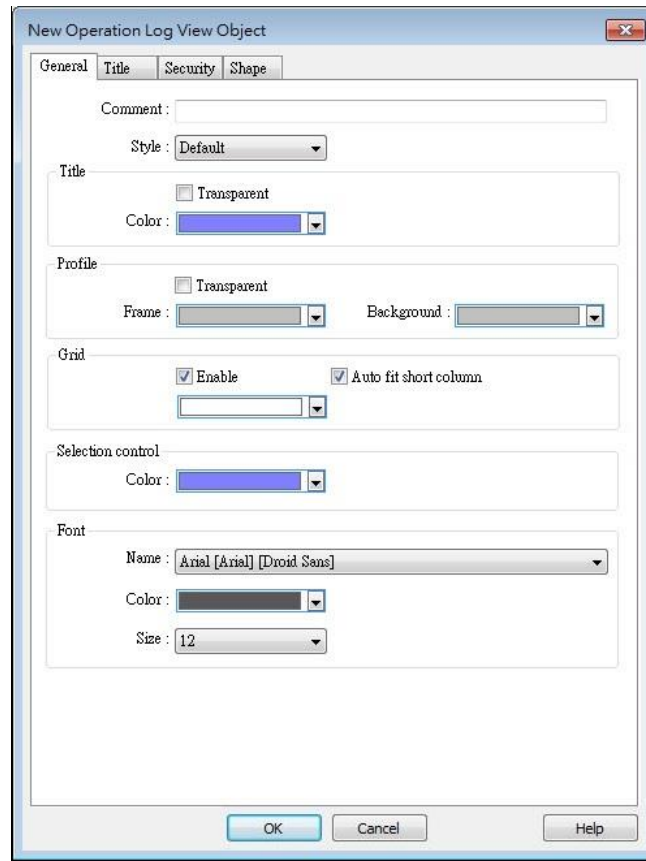 New Operation Log View Object
General Title Security Shape
Comment :
Style : Default
Title
Transparent
Color :
Profile
Transparent
Frame : Background :
Grid
Enable Auto fit short column
Selection control
Color :
Font
Name : Arial [Arial] [Droid Sans]
Color :
Size : 12
OK Cancel Help